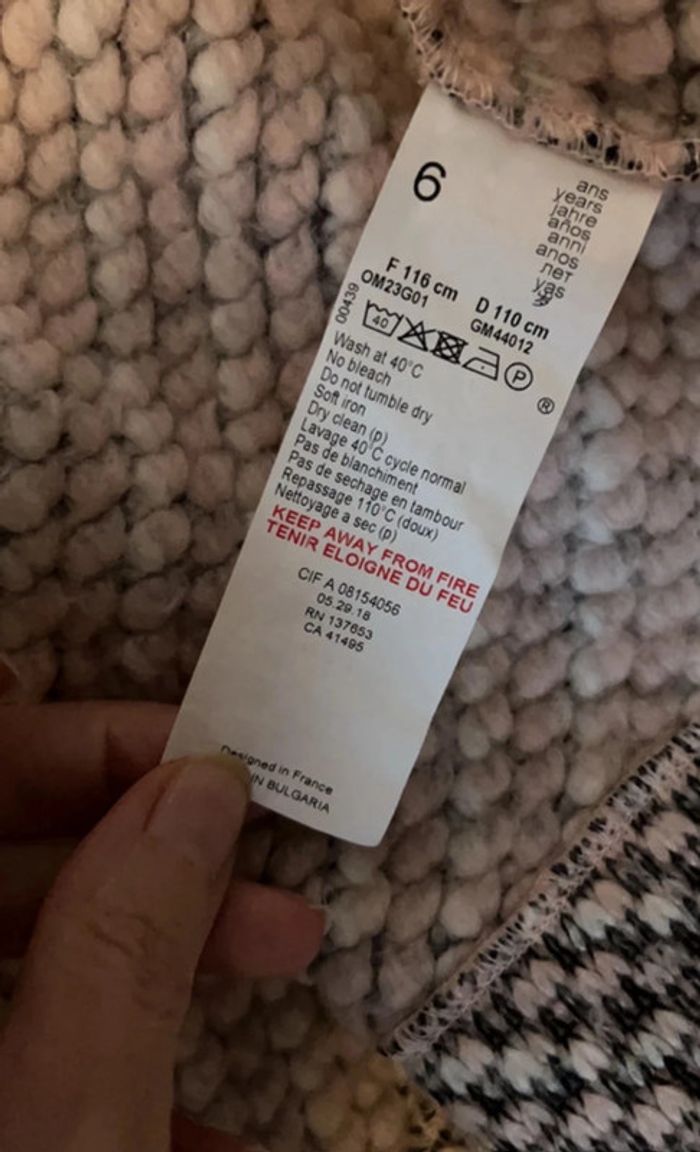 6
ans
years
jahre
años
anni
anos
лет
yaş
F 116 cm D 110 cm
OM23G01 GM44012
00439
40 P
®
Wash at 40°C
No bleach
Do not tumble dry
Soft iron
Dry clean (p)
Lavage 40°C cycle normal
Pas de blanchiment
Pas de sechage en tambour
Repassage 110°C (doux)
Nettoyage a sec (p)
KEEP AWAY FROM FIRE
TENIR ELOIGNE DU FEU
CIF A 08154056
05.29.18
RN 137653
CA 41495
Designed in France
IN BULGARIA